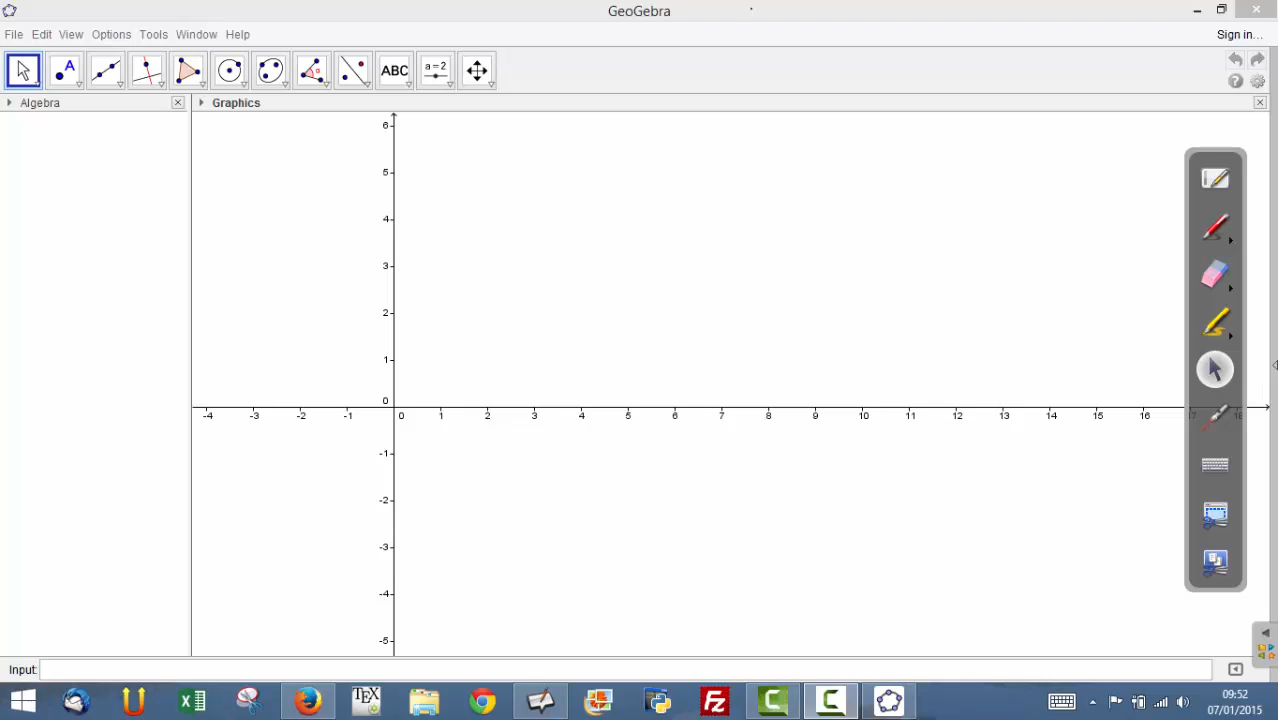 GeoGebra
File Edit View Options Tools Window Help Sign in...
A α ABC a=2
Algebra Graphics
6
5
4
3
2
1
0
-4 -3 -2 -1 0 1 2 3 4 5 6 7 8 9 10 11 12 13 14 15 16 17 18
-1
-2
-3
-4
-5
Input:
09:52
07/01/2015